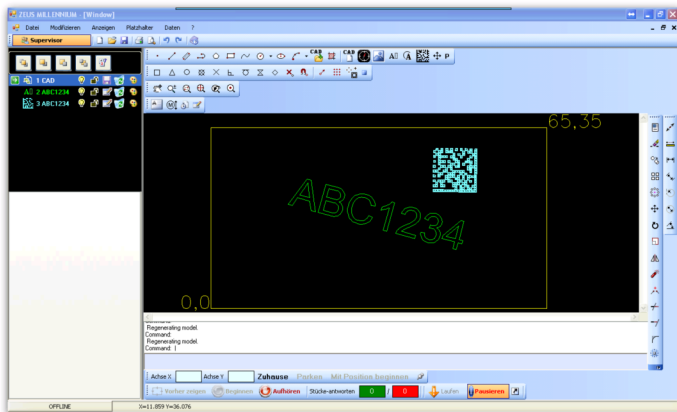 ZEUS MILLENNIUM - [Window]
Datei Modifizieren Anzeigen Platzhalter Daten ?
Supervisor
CAD CAD P
1 CAD
2 ABC1234
3 ABC1234
65,35
ABC1234
0,0
Regenerating model.
Command:
Regenerating model.
Command:
Achse X Achse Y Zuhause Parken Mit Position beginnen
Vorher zeigen Beginnen Aufhören Stücke-antworten 0 / 0 Laufen Pausieren
OFFLINE X=11.859 Y=36.076